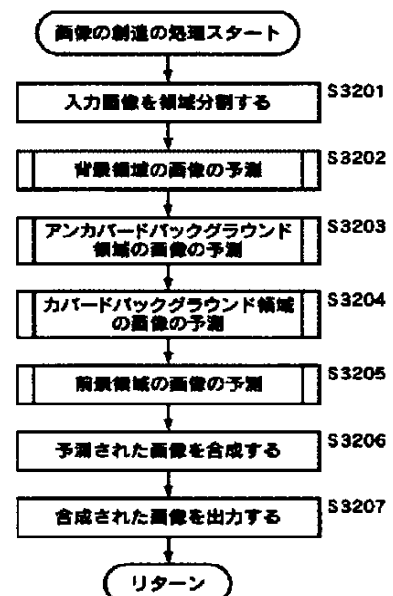 画像の創造の処理スタート
入力画像を領域分割する
S3201
背景領域の画像の予測
S3202
アンカバードバックグラウンド
領域の画像の予測
S3203
カバードバックグラウンド領域
の画像の予測
S3204
前景領域の画像の予測
S3205
予測された画像を合成する
S3206
合成された画像を出力する
S3207
リターン